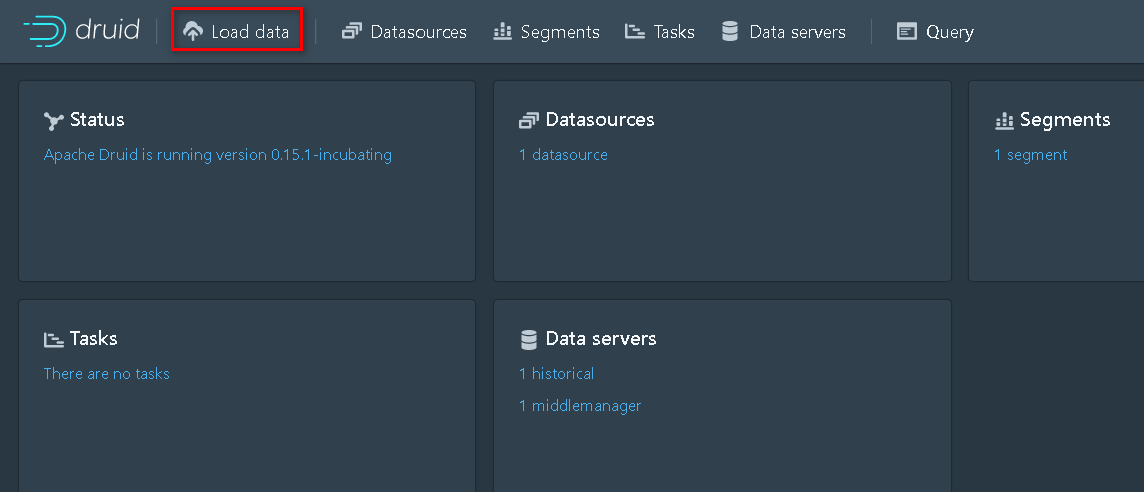 druid Load data Datasources Segments Tasks Data servers Query
Status
Apache Druid is running version 0.15.1-incubating
Datasources
1 datasource
Segments
1 segment
Tasks
There are no tasks
Data servers
1 historical
1 middlemanager